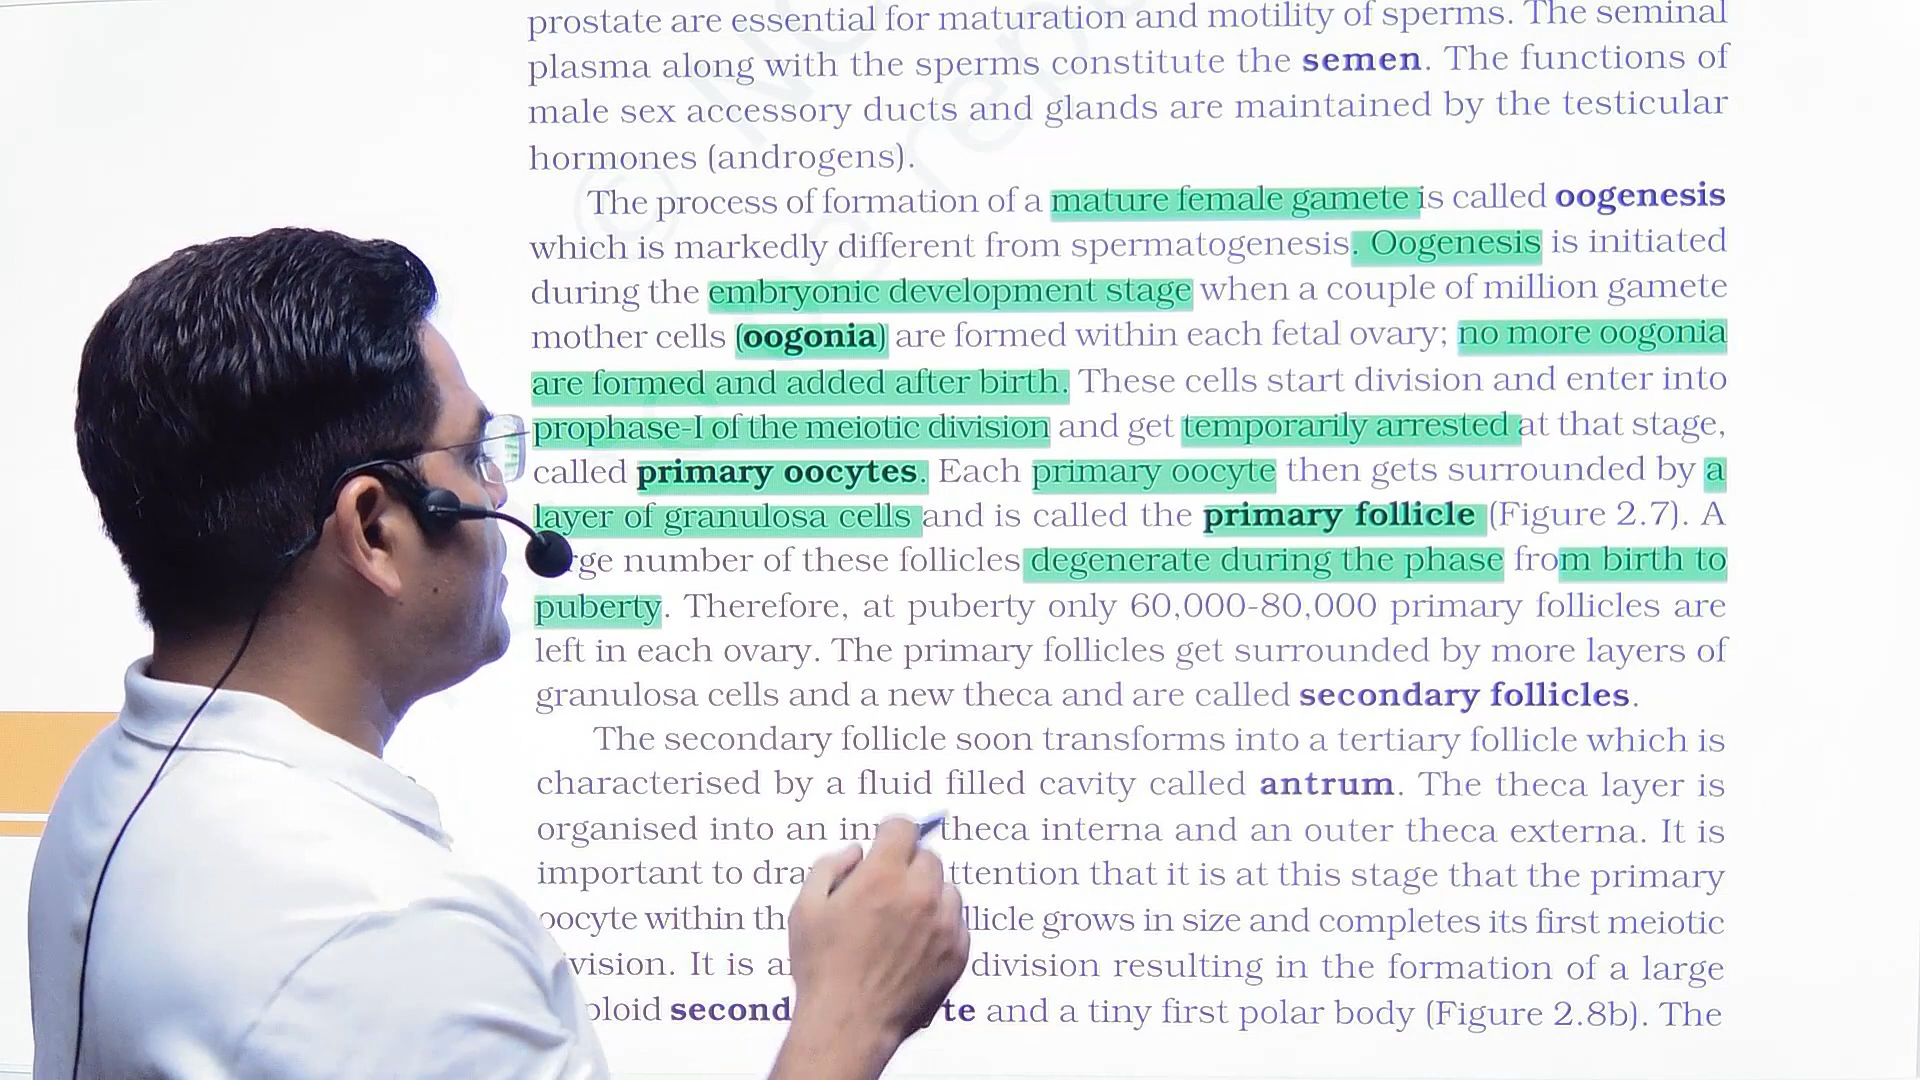 prostate are essential for maturation and motility of sperms. The seminal
plasma along with the sperms constitute the semen. The functions of
male sex accessory ducts and glands are maintained by the testicular
hormones (androgens).
The process of formation of a mature female gamete is called oogenesis
which is markedly different from spermatogenesis. Oogenesis is initiated
during the embryonic development stage when a couple of million gamete
mother cells (oogonia) are formed within each fetal ovary; no more oogonia
are formed and added after birth. These cells start division and enter into
prophase-I of the meiotic division and get temporarily arrested at that stage,
called primary oocytes. Each primary oocyte then gets surrounded by a
layer of granulosa cells and is called the primary follicle (Figure 2.7). A
number of these follicles degenerate during the phase from birth to
puberty. Therefore, at puberty only 60,000-80,000 primary follicles are
left in each ovary. The primary follicles get surrounded by more layers of
granulosa cells and a new theca and are called secondary follicles.
The secondary follicle soon transforms into a tertiary follicle which is
characterised by a fluid filled cavity called antrum. The theca layer is
organised into an theca interna and an outer theca externa. It is
important to that it is at this stage that the primary
oocyte within grows in size and completes its first meiotic
It is division resulting in the formation of a large
and a tiny first polar body (Figure 2.8b). The